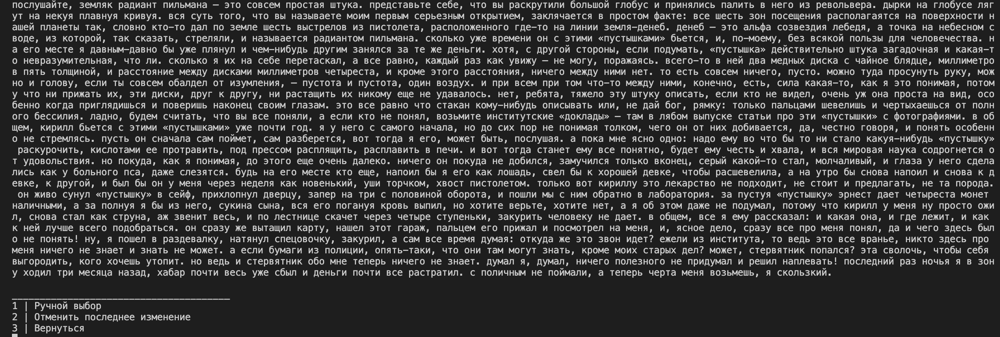 послушайте, земляк радиант пильмана — это совсем простая штука. представьте себе, что вы раскрутили большой глобус и принялись палить в него из револьвера. дырки на глобусе ляг
ут на некуя плавнуя кривуя. вся суть того, что вы называете моим первым серьезным открытием, заклячается в простом факте: все шесть зон посещения располагаятся на поверхности н
ашей планеты так, словно кто—то дал по земле шесть выстрелов из пистолета, расположенного где—то на линии земля—денеб. денеб — это альфа созвездия лебедя, а точка на небесном с
воде, из которой, так сказать, стреляли, и называется радиантом пильмана. сколько уже времени он с этими «пустышками» бьется, и, по—моему, без всякой пользы для человечества. н
а его месте я давным—давно бы уже плянул и чем—нибудь другим занялся за те же деньги. хотя, с другой стороны, если подумать, «пустышка» действительно штука загадочная и какая—т
о невразумительная, что ли. сколько я их на себе перетаскал, а все равно, каждый раз как увижу — не могу, поражаясь. всего—то в ней два медных диска с чайное блядце, миллиметро
в пять толщиной, и расстояние между дисками миллиметров четыреста, и кроме этого расстояния, ничего между ними нет. то есть совсем ничего, пусто. можно туда просунуть руку, мож
но и голову, если ты совсем обалдел от изумления, — пустота и пустота, один воздух. и при всем при том что—то между ними, конечно, есть, сила какая—то, как я это понимая, потом
у что ни прижать их, эти диски, друг к другу, ни растащить их никому еще не удавалось. нет, ребята, тяжело эту штуку описать, если кто не видел, очень уж она проста на вид, осо
бенно когда приглядишься и поверишь наконец своим глазам. это все равно что стакан кому—нибудь описывать или, не дай бог, рямку: только пальцами шевелишь и чертыхаешься от полн
ого бессилия. ладно, будем считать, что вы все поняли, а если кто не понял, возьмите институтские «доклады» — там в лябом выпуске статьи про эти «пустышки» с фотографиями. в об
щем, кирилл бьется с этими «пустышками» уже почти год. я у него с самого начала, но до сих пор не понимая толком, чего он от них добивается, да, честно говоря, и понять особенн
о не стремлясь. пусть он сначала сам поймет, сам разберется, вот тогда я его, может быть, послушая. а пока мне ясно одно: надо ему во что бы то ни стало какуя—нибудь «пустышку»
раскурочить, кислотами ее протравить, под прессом расплящить, расплавить в печи. и вот тогда станет ему все понятно, будет ему честь и хвала, и вся мировая наука содрогнется о
т удовольствия. но покуда, как я понимая, до этого еще очень далеко. ничего он покуда не добился, замучился только вконец, серый какой—то стал, молчаливый, и глаза у него сдела
лись как у больного пса, даже слезятся. будь на его месте кто еще, напоил бы я его как лошадь, свел бы к хорошей девке, чтобы расшевелила, а на утро бы снова напоил и снова к д
евке, к другой, и был бы он у меня через неделя как новенький, уши торчком, хвост пистолетом. только вот кириллу это лекарство не подходит, не стоит и предлагать, не та порода.
он живо сунул «пустышку» в сейф, прихлопнул дверцу, запер на три с половиной оборота, и пошли мы с ним обратно в лаборатория. за пустуя «пустышку» эрнест дает четыреста монет
наличными, а за полнуя я бы из него, сукина сына, вся его погануя кровь выпил, но хотите верьте, хотите нет, а я об этом даже не подумал, потому что кирилл у меня ну просто ожи
л, снова стал как струна, аж звенит весь, и по лестнице скачет через четыре ступеньки, закурить человеку не дает. в общем, все я ему рассказал: и какая она, и где лежит, и как
к ней лучше всего подобраться. он сразу же вытащил карту, нашел этот гараж, пальцем его прижал и посмотрел на меня, и, ясное дело, сразу все про меня понял, да и чего здесь был
о не понять! ну, я пошел в раздевалку, натянул спецовочку, закурил, а сам все время думая: откуда же это звон идет? ежели из института, то ведь это все вранье, никто здесь про
меня ничего не знает и знать не может. а если бумаги из полиции, опять—таки, что они там могут знать, кроме моих старых дел? может, стервятник попался? эта сволочь, чтобы себя
выгородить, кого хочешь утопит. но ведь и стервятник обо мне теперь ничего не знает. думал я, думал, ничего полезного не придумал и решил наплевать! последний раз ночья я в зон
у ходил три месяца назад, хабар почти весь уже сбыл и деньги почти все растратил. с поличным не поймали, а теперь черта меня возьмешь, я скользкий.
_______________________________________
1 | Ручной выбор
2 | Отменить последнее изменение
3 | Вернуться